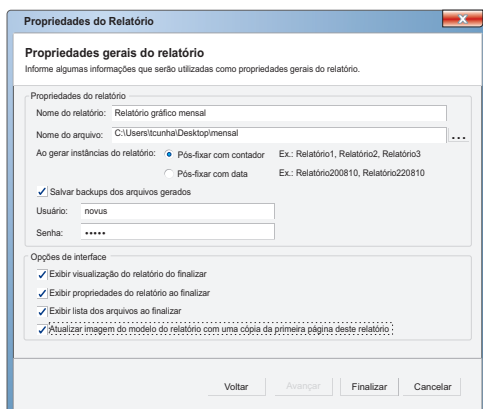 Propriedades do Relatório
X
Propriedades gerais do relatório
Informe algumas informações que serão utilizadas como propriedades gerais do relatório.
Propriedades do relatório
Nome do relatório: Relatório gráfico mensal
Nome do arquivo: C:\Users\tcunha\Desktop\mensal ...
Ao gerar instâncias do relatório: Pós-fixar com contador Ex.: Relatório1, Relatório2, Relatório3
Pós-fixar com data Ex.: Relatório200810, Relatório220810
Salvar backups dos arquivos gerados
Usuário: novus
Senha: •••••
Opções de interface
Exibir visualização do relatório do finalizar
Exibir propriedades do relatório ao finalizar
Exibir lista dos arquivos ao finalizar
Atualizar imagem do modelo do relatório com uma cópia da primeira página deste relatório
Voltar Avançar Finalizar Cancelar